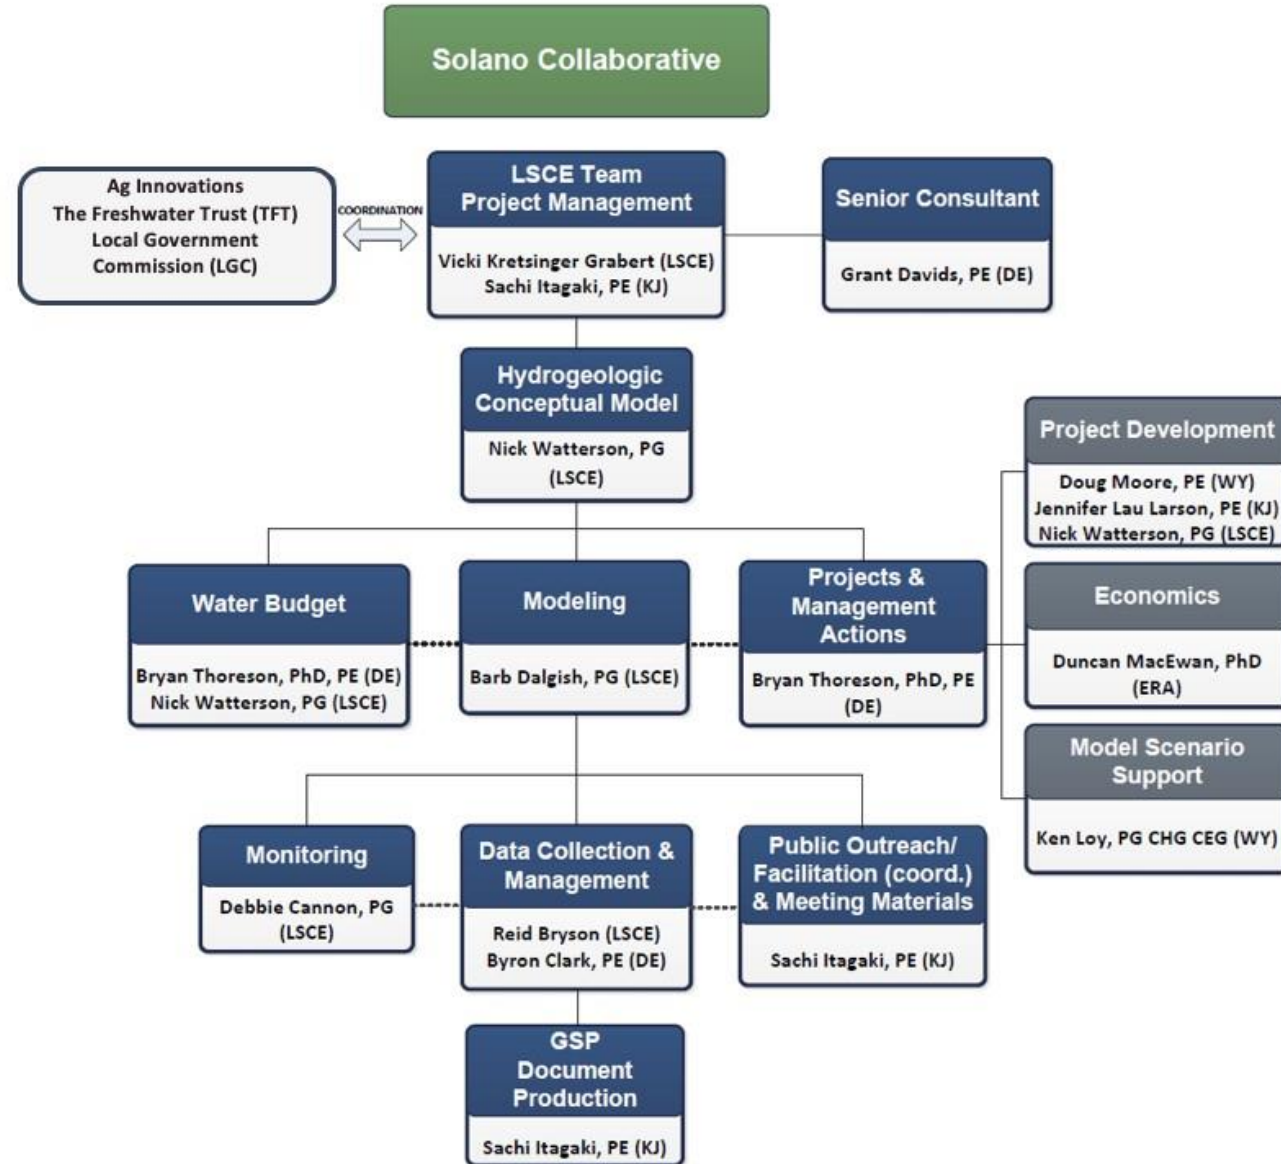 Solano Collaborative
Ag Innovations
The Freshwater Trust (TFT)
Local Government
Commission (LGC)
COORDINATION
LSCE Team
Project Management
Vicki Kretsinger Grabert (LSCE)
Sachi Itagaki, PE (KJ)
Senior Consultant
Grant Davids, PE (DE)
Hydrogeologic
Conceptual Model
Nick Watterson, PG
(LSCE)
Water Budget
Bryan Thoreson, PhD, PE (DE)
Nick Watterson, PG (LSCE)
Modeling
Barb Dalgish, PG (LSCE)
Projects &
Management
Actions
Bryan Thoreson, PhD, PE
(DE)
Project Development
Doug Moore, PE (WY)
Jennifer Lau Larson, PE (KJ)
Nick Watterson, PG (LSCE)
Economics
Duncan MacEwan, PhD
(ERA)
Model Scenario
Support
Ken Loy, PG CHG CEG (WY)
Monitoring
Debbie Cannon, PG
(LSCE)
Data Collection &
Management
Reid Bryson (LSCE)
Byron Clark, PE (DE)
Public Outreach/
Facilitation (coord.)
& Meeting Materials
Sachi Itagaki, PE (KJ)
GSP
Document
Production
Sachi Itagaki, PE (KJ)